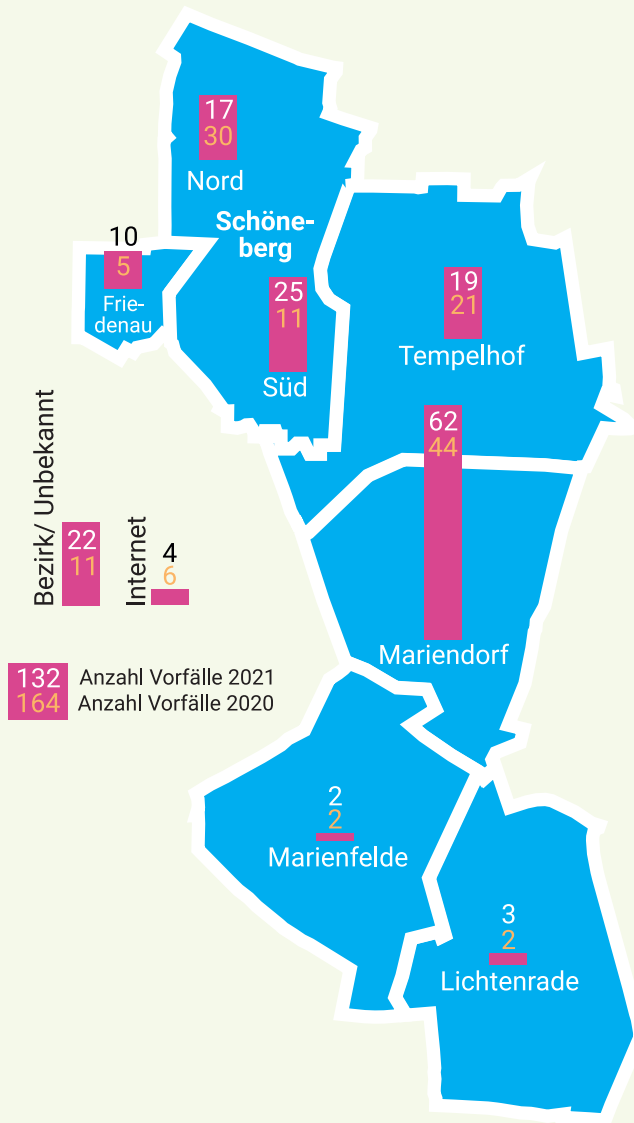 17
30
Nord
Schöne-
berg
10
5
Frie-
denau
25
11
Süd
19
21
Tempelhof
62
44
Mariendorf
Bezirk/ Unbekannt
22
11
Internet
4
6
132 Anzahl Vorfälle 2021
164 Anzahl Vorfälle 2020
2
2
Marienfelde
3
2
Lichtenrade